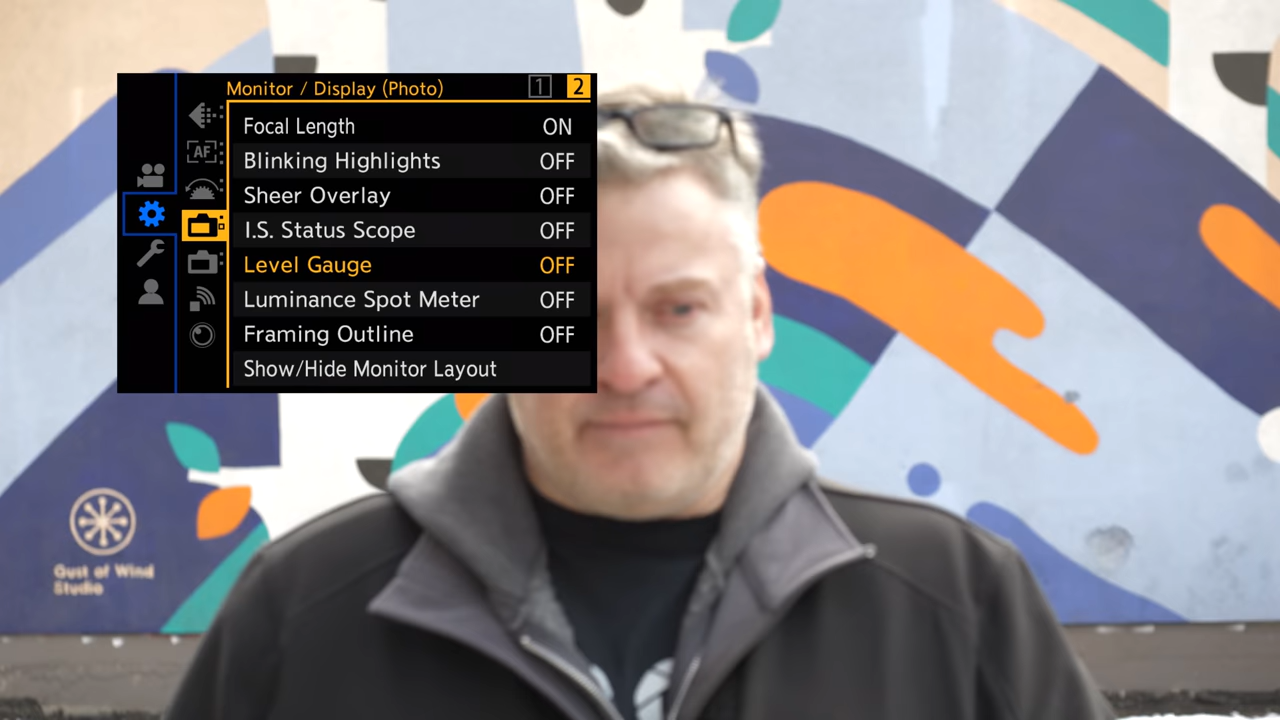 Monitor / Display (Photo) 1 2
Focal Length ON
Blinking Highlights OFF
Sheer Overlay OFF
I.S. Status Scope OFF
Level Gauge OFF
Luminance Spot Meter OFF
Framing Outline OFF
Show/Hide Monitor Layout
AF
Gust of Wind
Studio